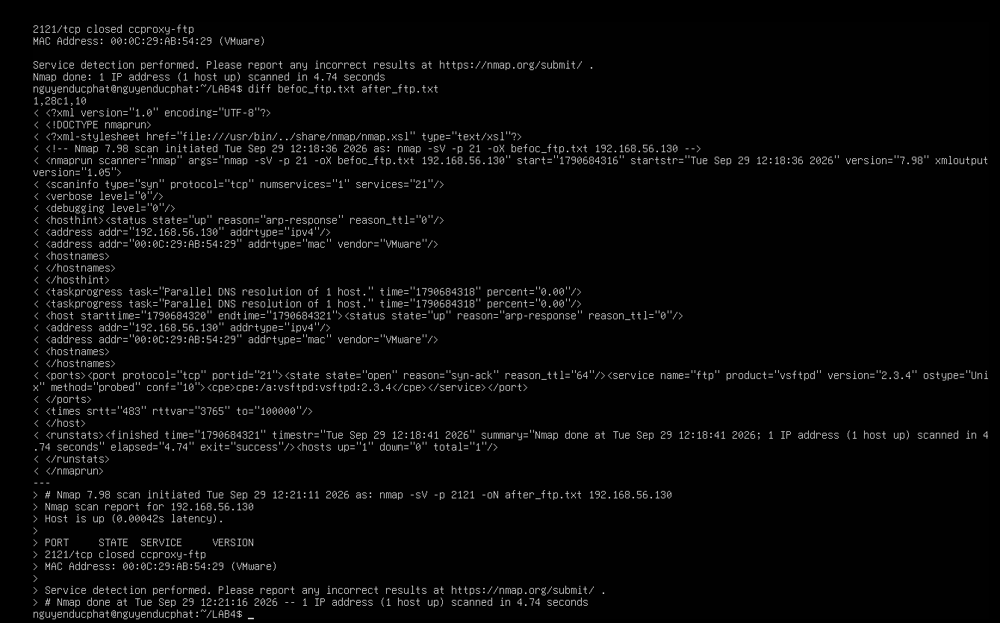 2121/tcp closed ccproxy-ftp
MAC Address: 00:0C:29:AB:54:29 (VMware)
Service detection performed. Please report any incorrect results at https://nmap.org/submit/ .
Nmap done: 1 IP address (1 host up) scanned in 4.74 seconds
nguyenducphat@nguyenducphat:~/LAB4$ diff befoc_ftp.txt after_ftp.txt
1,28c1,10
< <?xml version="1.0" encoding="UTF-8"?>
< <!DOCTYPE nmaprun>
< <?xml-stylesheet href="file:///usr/bin/../share/nmap/nmap.xsl" type="text/xsl"?>
< <!-- Nmap 7.98 scan initiated Tue Sep 29 12:18:36 2026 as: nmap -sV -p 21 -oX befoc_ftp.txt 192.168.56.130 -->
< <nmaprun scanner="nmap" args="nmap -sV -p 21 -oX befoc_ftp.txt 192.168.56.130" start="1790684316" startstr="Tue Sep 29 12:18:36 2026" version="7.98" xmloutput
version="1.05">
< <scaninfo type="syn" protocol="tcp" numservices="1" services="21"/>
< <verbose level="0"/>
< <debugging level="0"/>
< <hosthint><status state="up" reason="arp-response" reason_ttl="0"/>
< <address addr="192.168.56.130" addrtype="ipv4"/>
< <address addr="00:0C:29:AB:54:29" addrtype="mac" vendor="VMware"/>
< <hostnames>
< </hostnames>
< </hosthint>
< <taskprogress task="Parallel DNS resolution of 1 host." time="1790684318" percent="0.00"/>
< <taskprogress task="Parallel DNS resolution of 1 host." time="1790684318" percent="0.00"/>
< <host starttime="1790684320" endtime="1790684321"><status state="up" reason="arp-response" reason_ttl="0"/>
< <address addr="192.168.56.130" addrtype="ipv4"/>
< <address addr="00:0C:29:AB:54:29" addrtype="mac" vendor="VMware"/>
< <hostnames>
< </hostnames>
< <ports><port protocol="tcp" portid="21"><state state="open" reason="syn-ack" reason_ttl="64"/><service name="ftp" product="vsftpd" version="2.3.4" ostype="Uni
x" method="probed" conf="10"><cpe>cpe:/a:vsftpd:vsftpd:2.3.4</cpe></service></port>
< </ports>
< <times srtt="483" rttvar="3765" to="100000"/>
< </host>
< <runstats><finished time="1790684321" timestr="Tue Sep 29 12:18:41 2026" summary="Nmap done at Tue Sep 29 12:18:41 2026; 1 IP address (1 host up) scanned in 4
.74 seconds" elapsed="4.74" exit="success"/><hosts up="1" down="0" total="1"/>
< </runstats>
< </nmaprun>
---
> # Nmap 7.98 scan initiated Tue Sep 29 12:21:11 2026 as: nmap -sV -p 2121 -oN after_ftp.txt 192.168.56.130
> Nmap scan report for 192.168.56.130
> Host is up (0.00042s latency).
>
> PORT     STATE  SERVICE     VERSION
> 2121/tcp closed ccproxy-ftp
> MAC Address: 00:0C:29:AB:54:29 (VMware)
>
> Service detection performed. Please report any incorrect results at https://nmap.org/submit/ .
> # Nmap done at Tue Sep 29 12:21:16 2026 -- 1 IP address (1 host up) scanned in 4.74 seconds
nguyenducphat@nguyenducphat:~/LAB4$ _